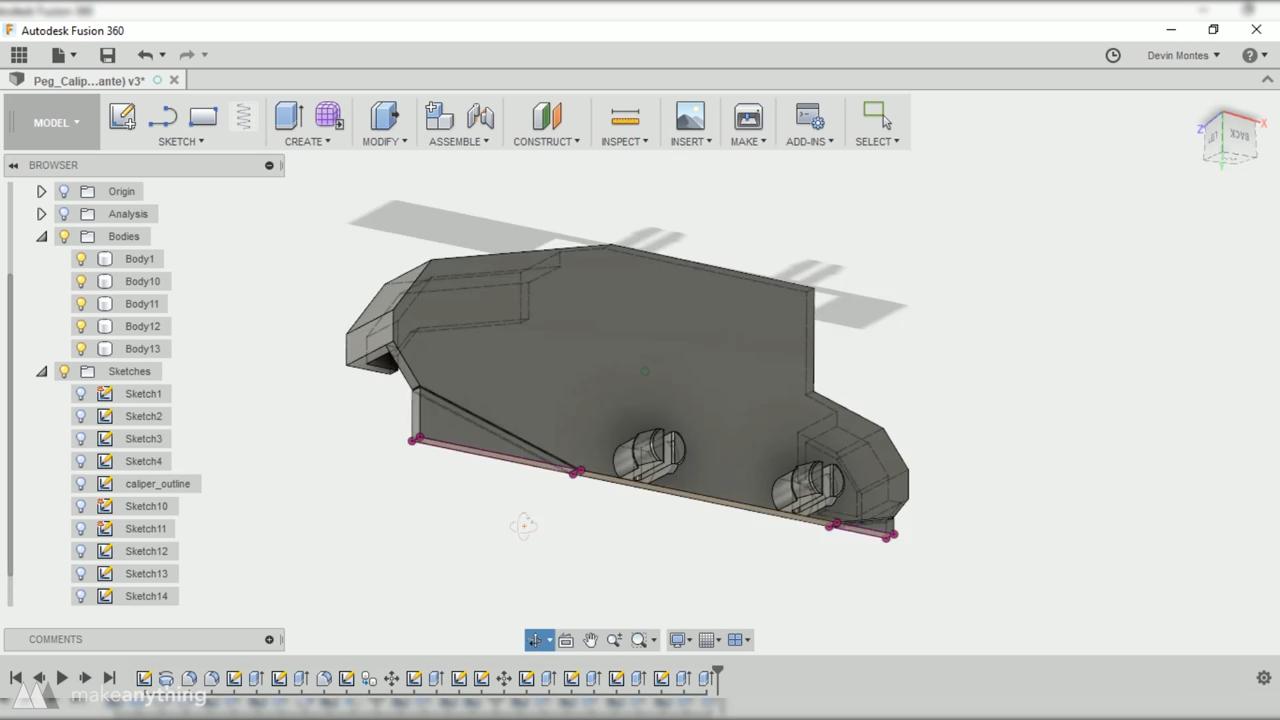 Autodesk Fusion 360
Devin Montes
Peg_Calip...ante) v3*
MODEL
SKETCH
CREATE
MODIFY
ASSEMBLE
CONSTRUCT
INSPECT
INSERT
MAKE
ADD-INS
SELECT
BROWSER
Origin
Analysis
Bodies
Body1
Body10
Body11
Body12
Body13
Sketches
Sketch1
Sketch2
Sketch3
Sketch4
caliper_outline
Sketch10
Sketch11
Sketch12
Sketch13
Sketch14
Z
X
Y
BACK
COMMENTS
makeanything